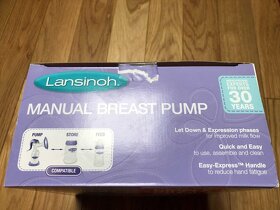 Lansinoh
MANUAL BREAST PUMP
FOR OVER
30
YEARS
Let Down & Expression phases
for improved milk flow
Quick and Easy
to use, assemble and clean
Easy-Express™ Handle
to reduce hand fatigue
PUMP
STORE
FEED
COMPATIBLE